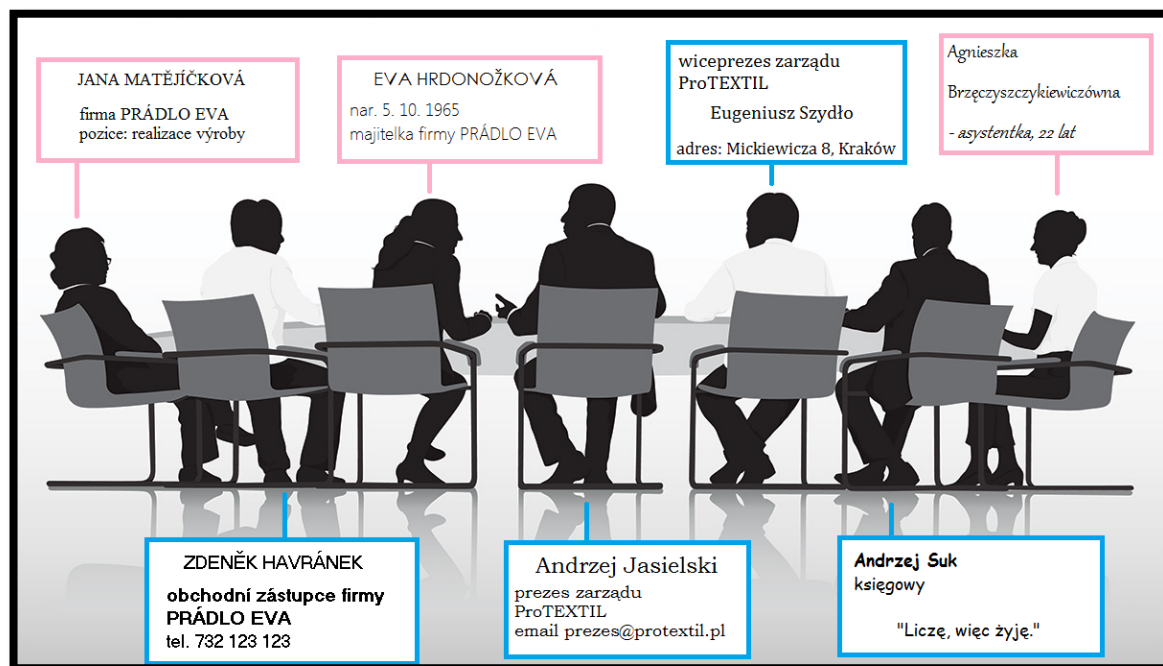 JANA MATĚJÍČKOVÁ
firma PRÁDLO EVA
pozice: realizace výroby
EVA HRDONOŽKOVÁ
nar. 5. 10. 1965
majitelka firmy PRÁDLO EVA
wiceprezes zarządu
ProTEXTIL
Eugeniusz Szydło
adres: Mickiewicza 8, Kraków
Agnieszka
Brzęczyszczykiewiczówna
- asystentka, 22 lat
ZDENĚK HAVRÁNEK
obchodní zástupce firmy
PRÁDLO EVA
tel. 732 123 123
Andrzej Jasielski
prezes zarządu
ProTEXTIL
email prezes@protextil.pl
Andrzej Suk
księgowy
"Liczę, więc żyję."